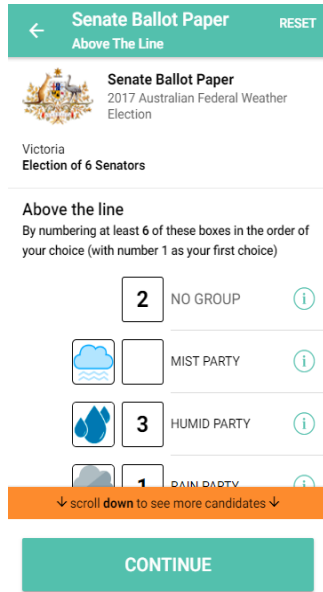 Senate Ballot Paper
RESET
Above The Line
Senate Ballot Paper
2017 Australian Federal Weather
Election
Victoria
Election of 6 Senators
Above the line
By numbering at least 6 of these boxes in the order of
your choice (with number 1 as your first choice)
2 NO GROUP
MIST PARTY
3 HUMID PARTY
1 RAIN PARTY
↓ scroll down to see more candidates ↓
CONTINUE